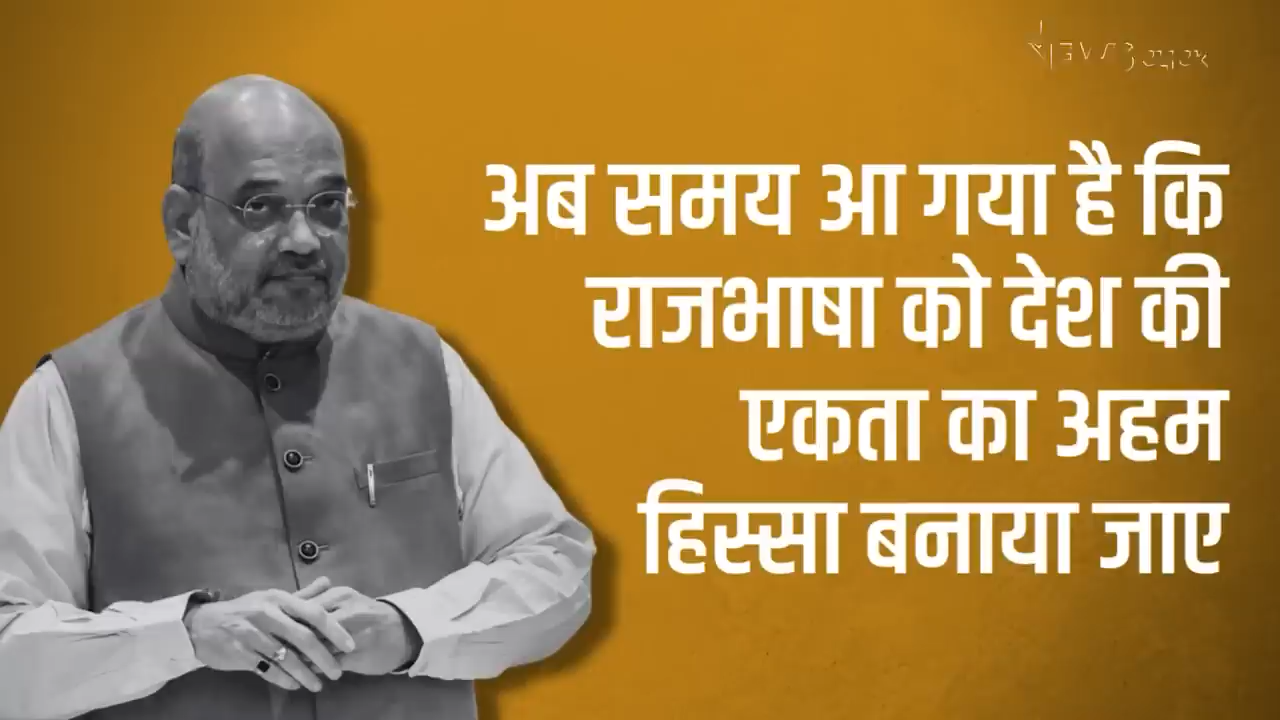 अब समय आ गया है कि
राजभाषा को देश की
एकता का अहम
हिस्सा बनाया जाए